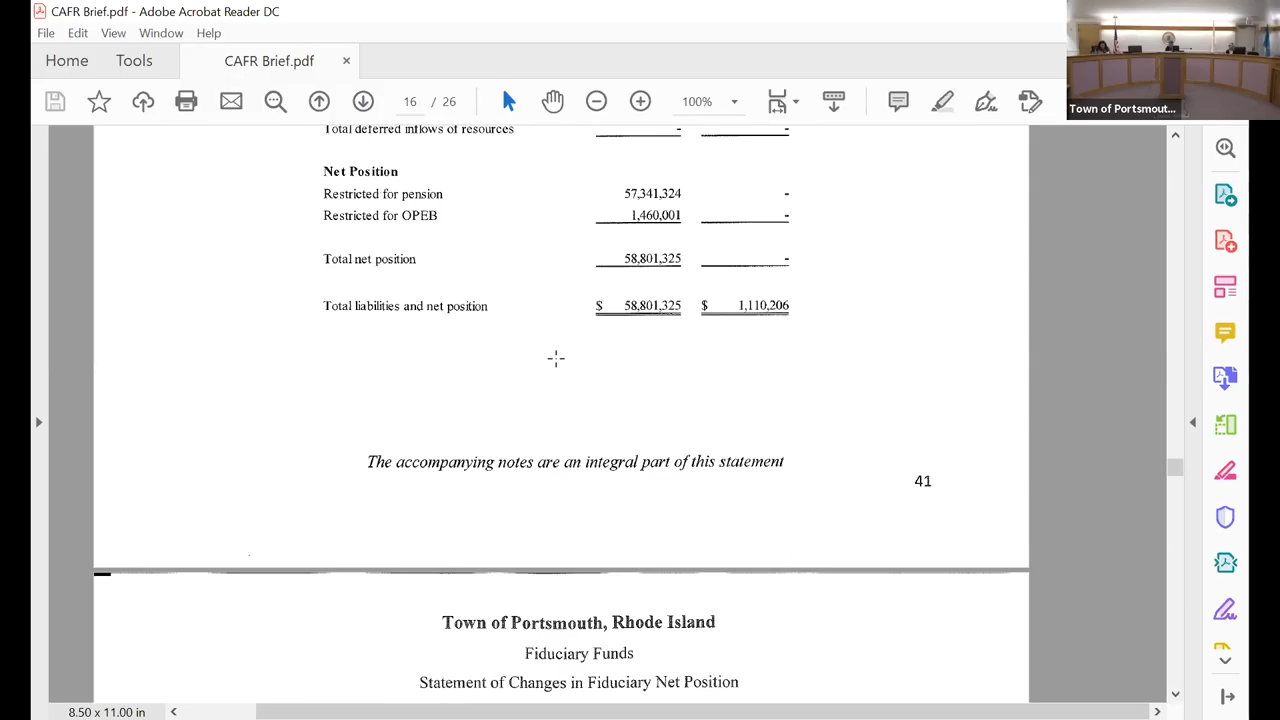 CAFR Brief.pdf - Adobe Acrobat Reader DC
File Edit View Window Help
Home Tools CAFR Brief.pdf ×
16 / 26 100%
Town of Portsmout...
Total deferred inflows of resources - -
Net Position
Restricted for pension 57,341,324 -
Restricted for OPEB 1,460,001 -
Total net position 58,801,325 -
Total liabilities and net position $ 58,801,325 $ 1,110,206
The accompanying notes are an integral part of this statement
41
Town of Portsmouth, Rhode Island
Fiduciary Funds
Statement of Changes in Fiduciary Net Position
8.50 x 11.00 in